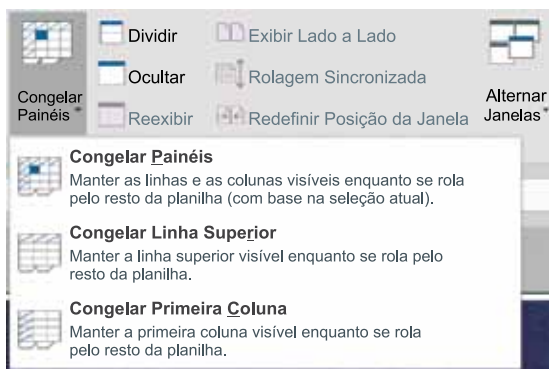 Dividir
Exibir Lado a Lado
Ocultar
Rolagem Sincronizada
Congelar
Painéis
Reexibir
Redefinir Posição da Janela
Alternar
Janelas
Congelar Painéis
Manter as linhas e as colunas visíveis enquanto se rola
pelo resto da planilha (com base na seleção atual).
Congelar Linha Superior
Manter a linha superior visível enquanto se rola pelo
resto da planilha.
Congelar Primeira Coluna
Manter a primeira coluna visível enquanto se rola
pelo resto da planilha.